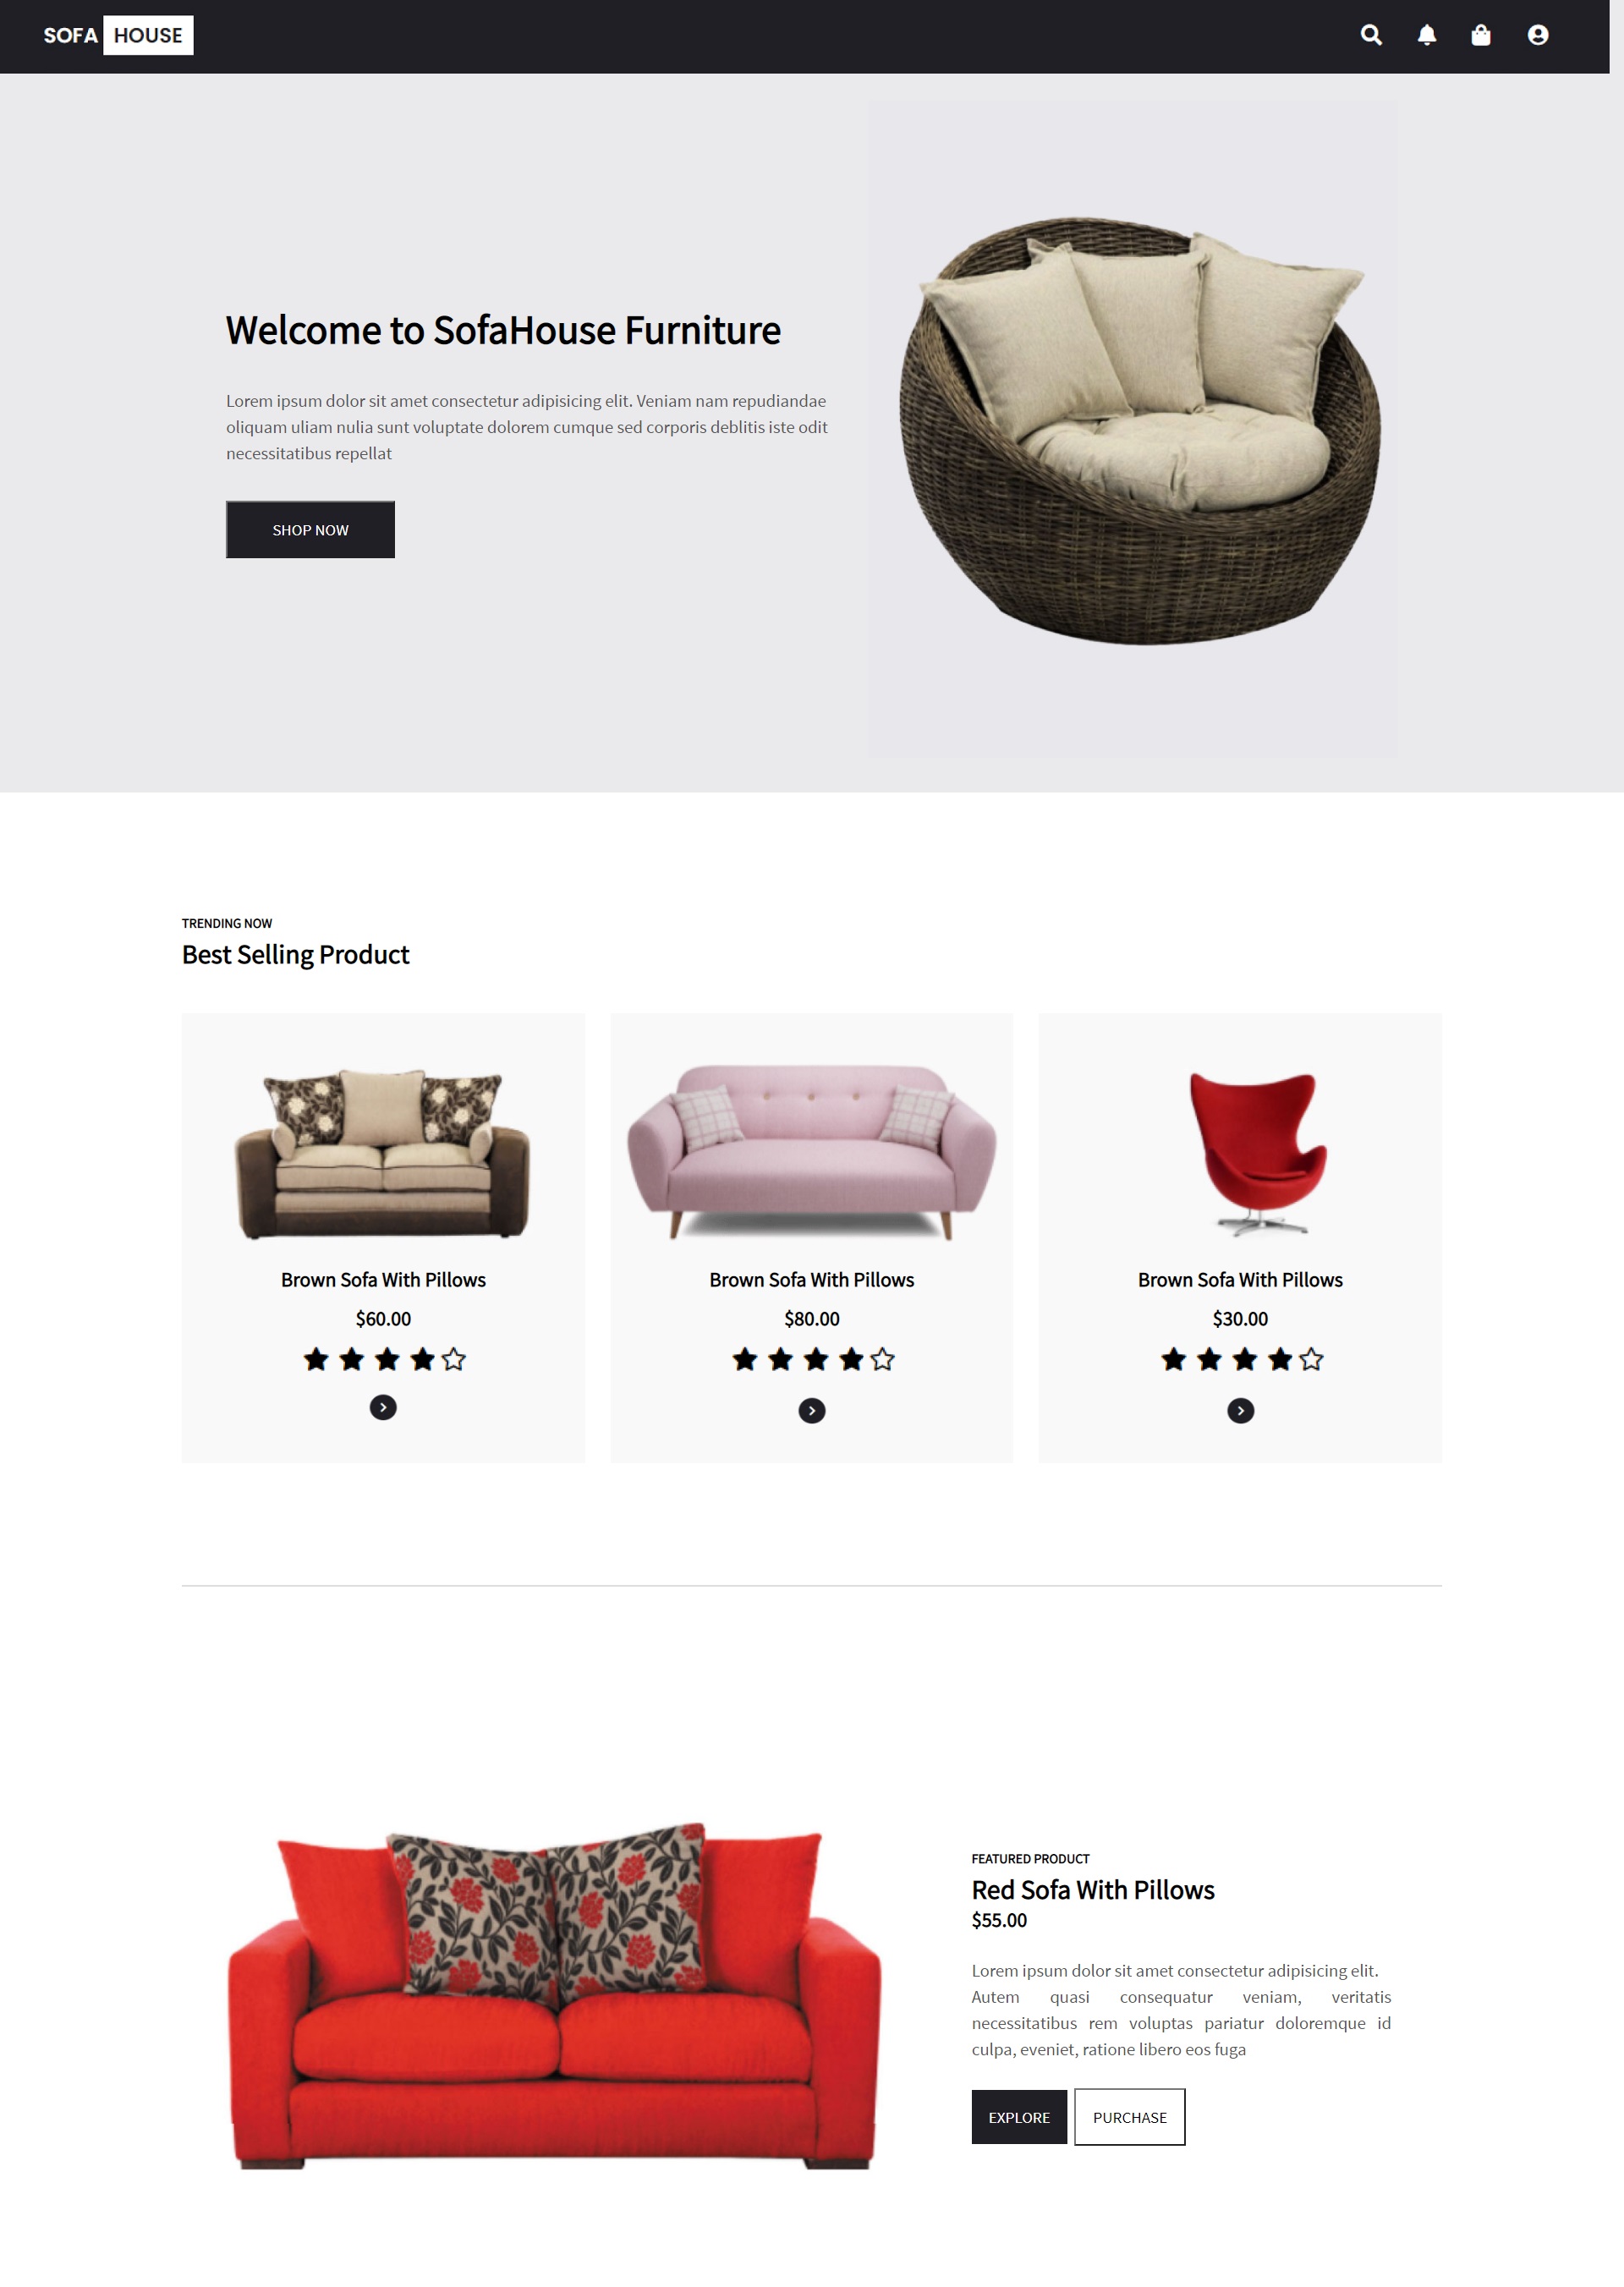 SOFA HOUSE
Welcome to SofaHouse Furniture
Lorem ipsum dolor sit amet consectetur adipisicing elit. Veniam nam repudiandae
oliquam uliam nulia sunt voluptate dolorem cumque sed corporis deblitis iste odit
necessitatibus repellat
SHOP NOW
TRENDING NOW
Best Selling Product
Brown Sofa With Pillows
$60.00
Brown Sofa With Pillows
$80.00
Brown Sofa With Pillows
$30.00
FEATURED PRODUCT
Red Sofa With Pillows
$55.00
Lorem ipsum dolor sit amet consectetur adipisicing elit.
Autem quasi consequatur veniam, veritatis
necessitatibus rem voluptas pariatur doloremque id
culpa, eveniet, ratione libero eos fuga
EXPLORE PURCHASE